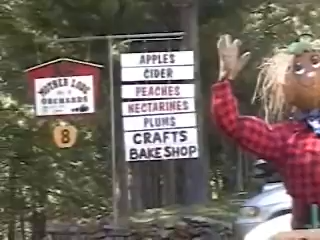 MOTHER LODE
ORCHARDS
8
APPLES
CIDER
PEACHES
NECTARINES
PLUMS
CRAFTS
BAKE SHOP